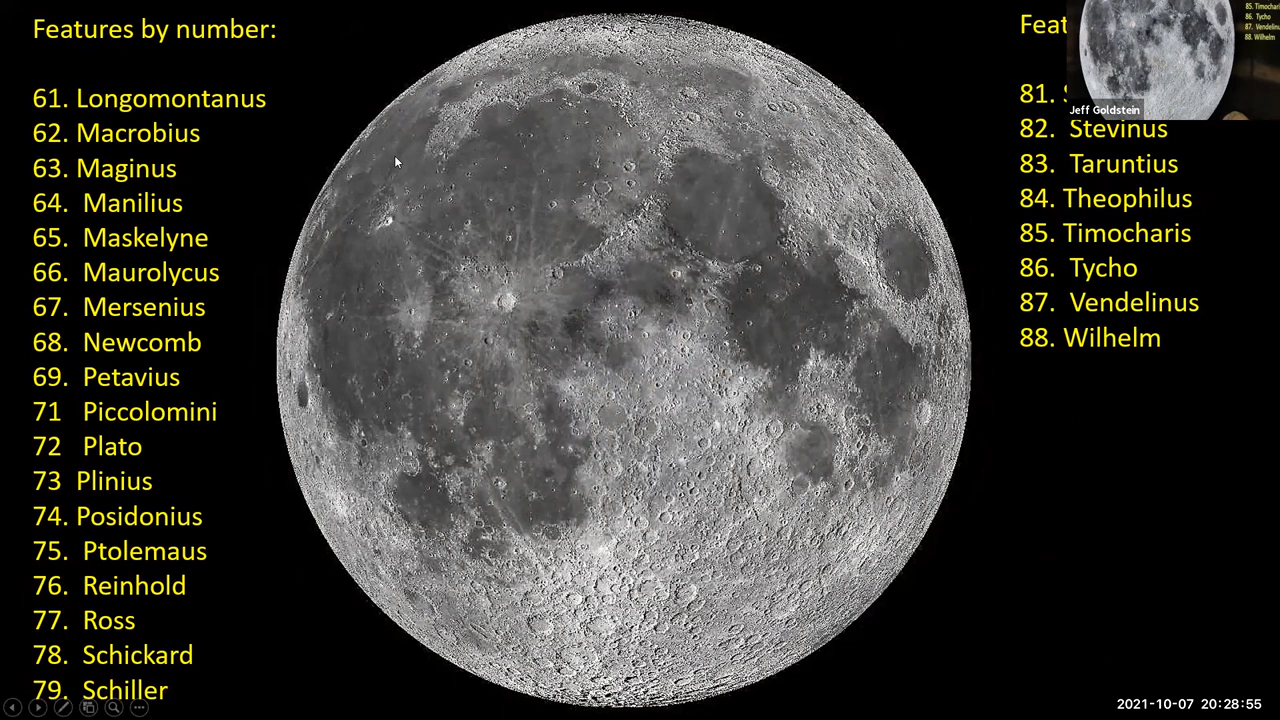 Features by number:
61. Longomontanus
62. Macrobius
63. Maginus
64. Manilius
65. Maskelyne
66. Maurolycus
67. Mersenius
68. Newcomb
69. Petavius
71 Piccolomini
72 Plato
73 Plinius
74. Posidonius
75. Ptolemaus
76. Reinhold
77. Ross
78. Schickard
79. Schiller
81.
82. Stevinus
83. Taruntius
84. Theophilus
85. Timocharis
86. Tycho
87. Vendelinus
88. Wilhelm
85. Timochari
86. Tycho
87. Vendelinu
88. Wilhelm
Jeff Goldstein
2021-10-07 20:28:55